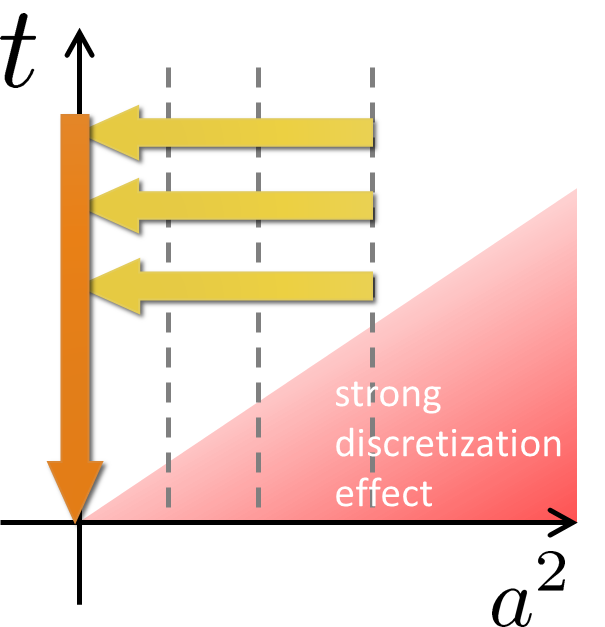 t
strong
discretization
effect
a²